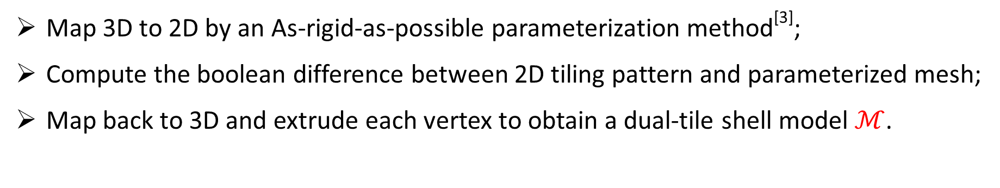 ➢ Map 3D to 2D by an As-rigid-as-possible parameterization method[3];
➢ Compute the boolean difference between 2D tiling pattern and parameterized mesh;
➢ Map back to 3D and extrude each vertex to obtain a dual-tile shell model ℳ.